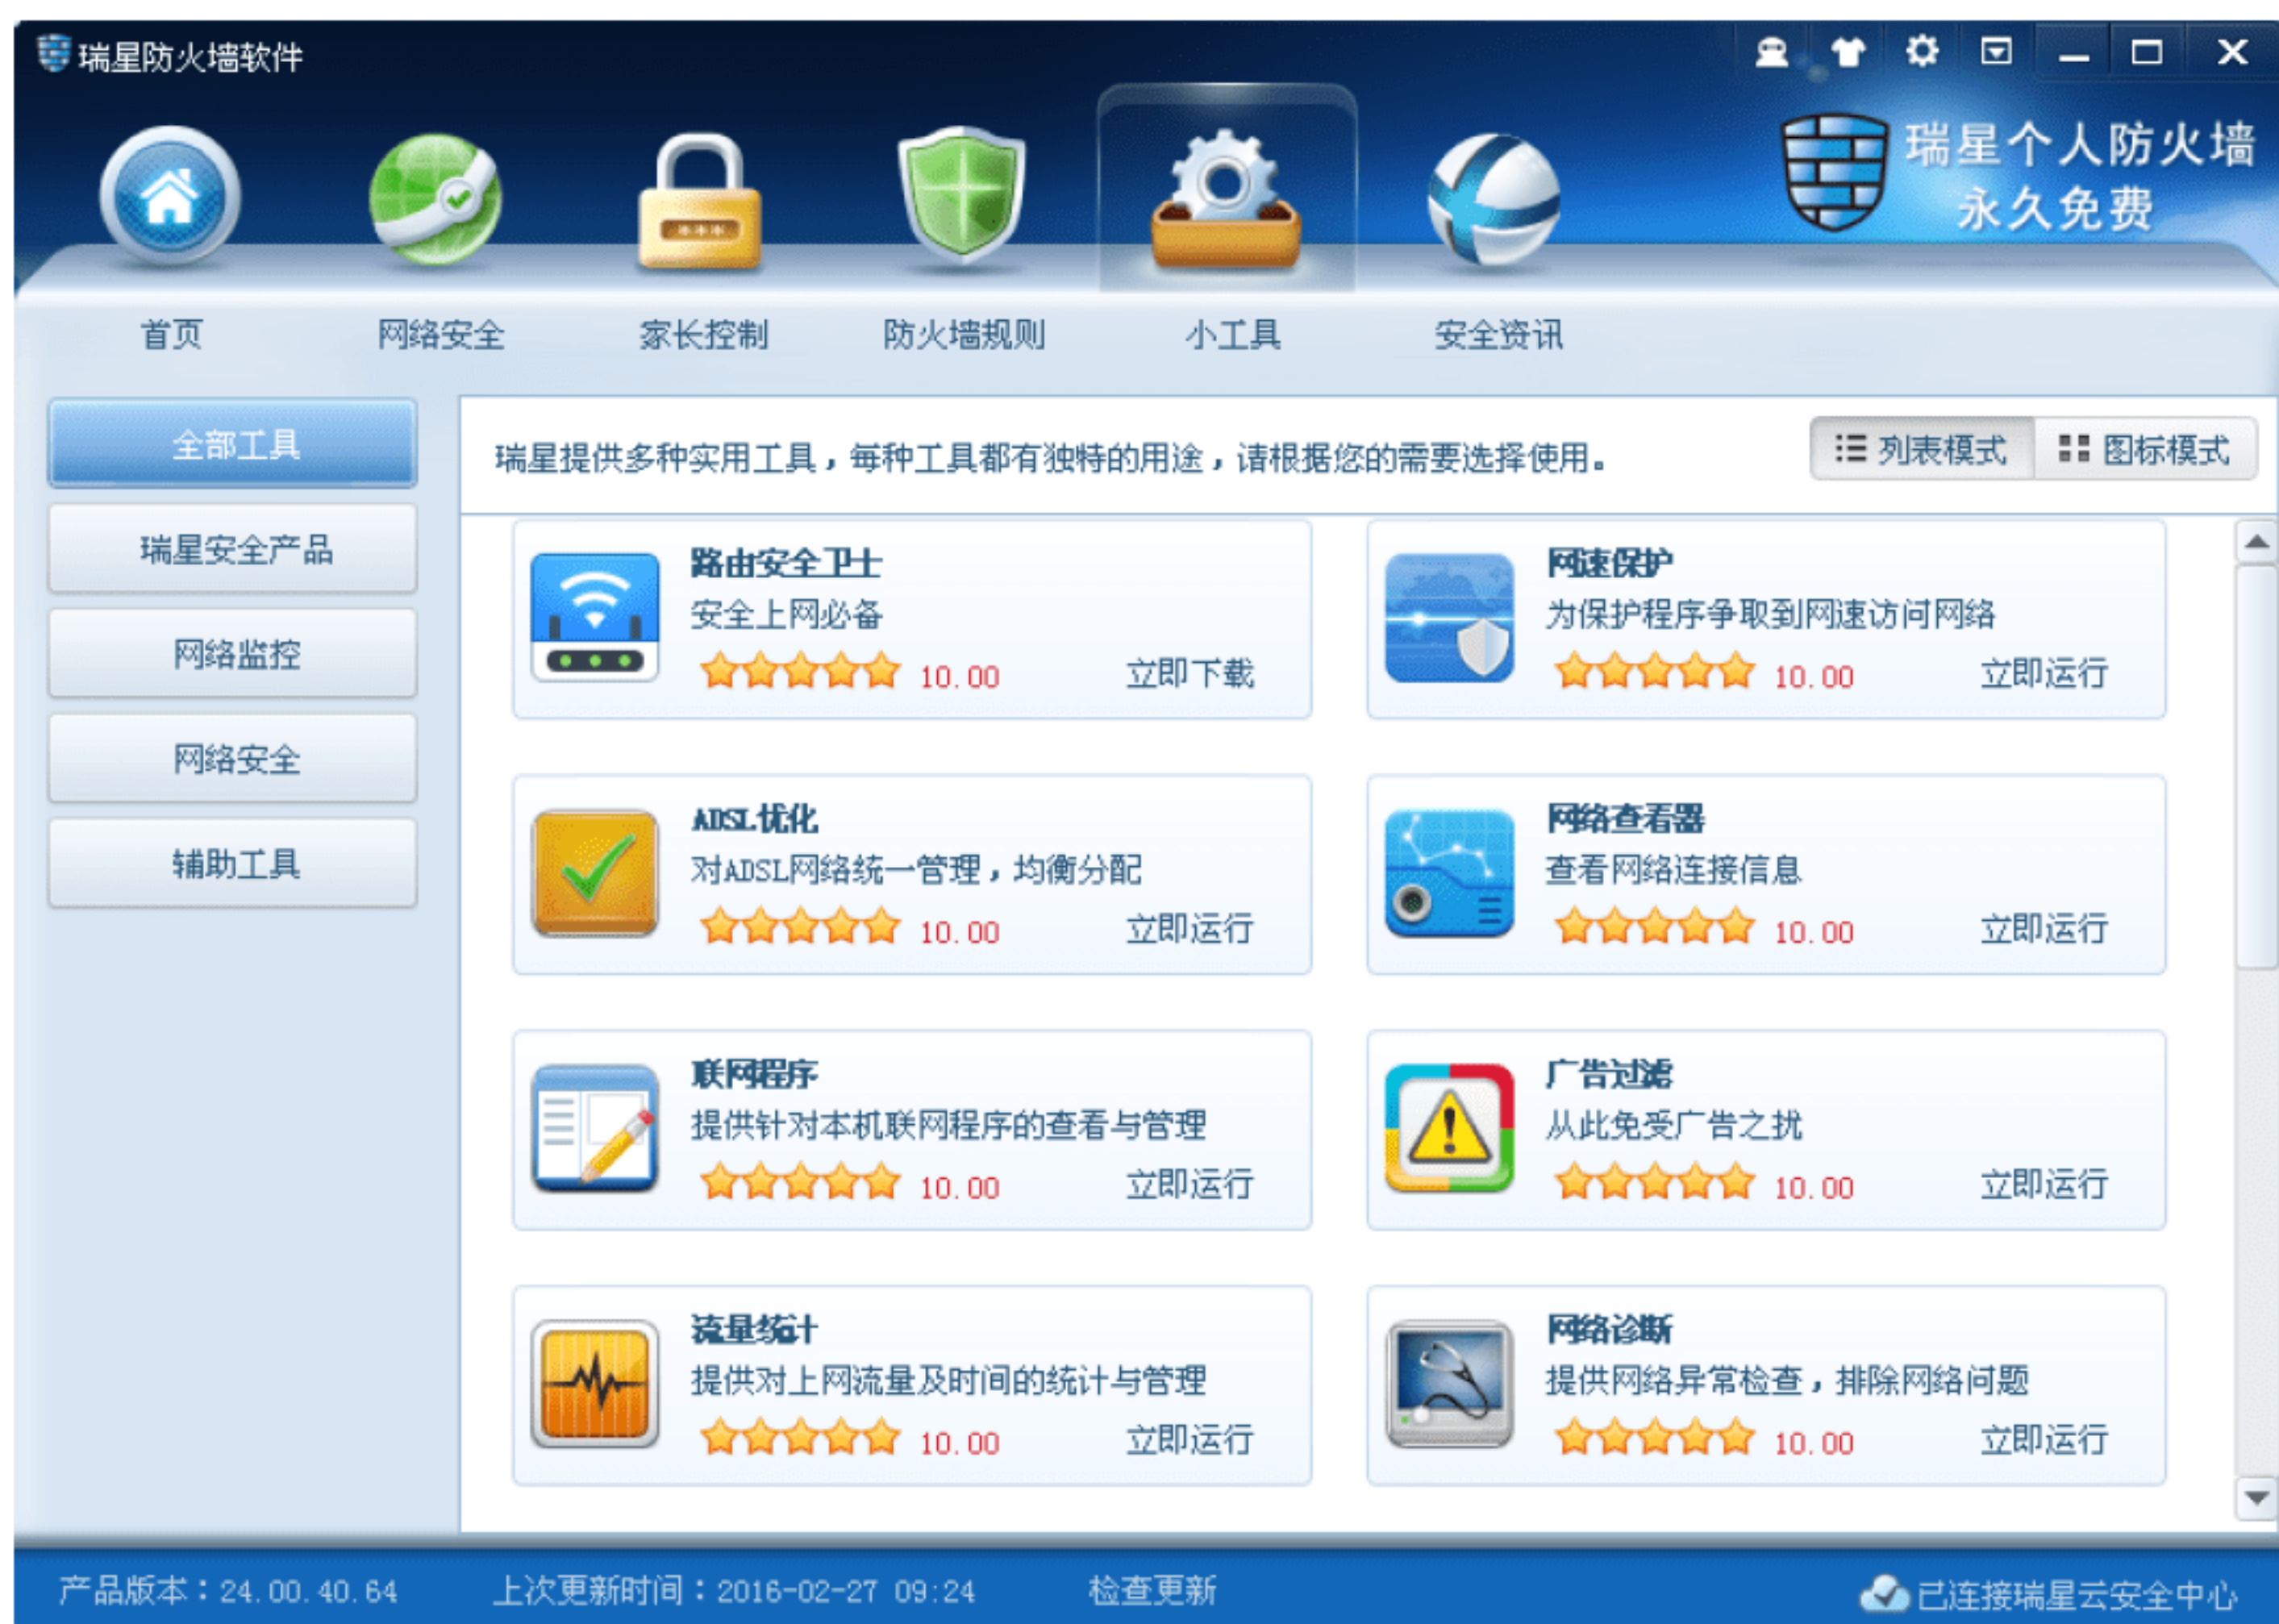 瑞星防火墙软件
瑞星个人防火墙
永久免费
首页 网络安全 家长控制 防火墙规则 小工具 安全资讯
全部工具
瑞星安全产品
网络监控
网络安全
辅助工具
瑞星提供多种实用工具，每种工具都有独特的用途，请根据您的需要选择使用。
列表模式 图标模式
路由安全卫士
安全上网必备
10.00 立即下载
网速保护
为保护程序争取到网速访问网络
10.00 立即运行
ADSL优化
对ADSL网络统一管理，均衡分配
10.00 立即运行
网络查看器
查看网络连接信息
10.00 立即运行
联网程序
提供针对本机联网程序的查看与管理
10.00 立即运行
广告过滤
从此免受广告之扰
10.00 立即运行
流量统计
提供对上网流量及时间的统计与管理
10.00 立即运行
网络诊断
提供网络异常检查，排除网络问题
10.00 立即运行
产品版本：24.00.40.64 上次更新时间：2016-02-27 09:24 检查更新 已连接瑞星云安全中心